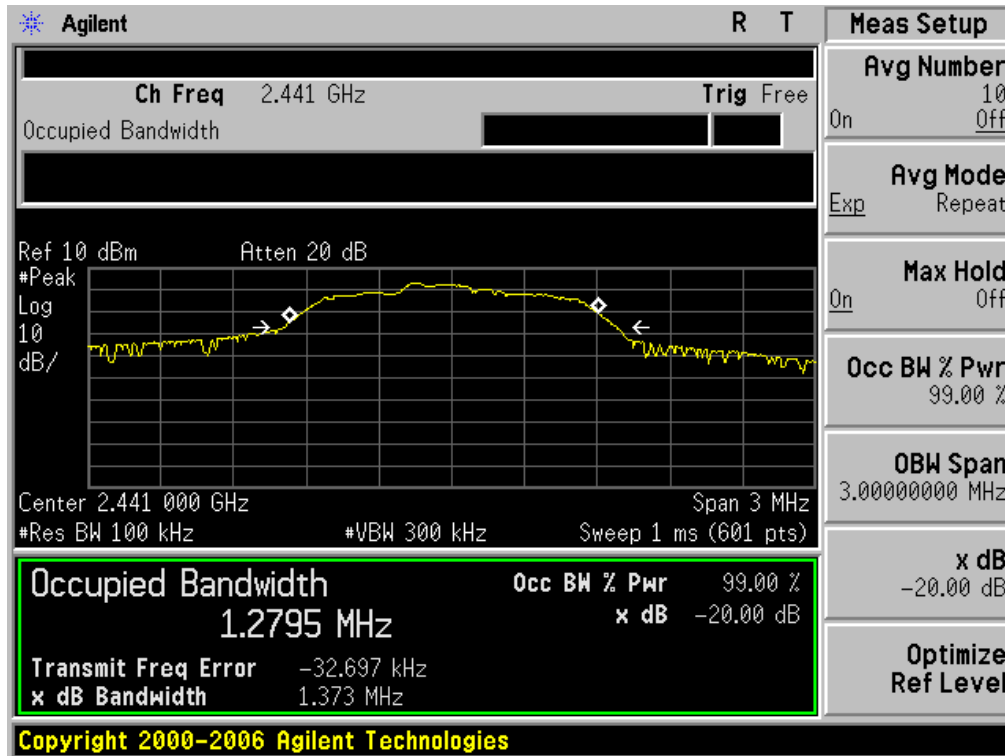 Agilent R T
Ch Freq 2.441 GHz Trig Free
Occupied Bandwidth
Ref 10 dBm Atten 20 dB
#Peak
Log
10
dB/
Center 2.441 000 GHz Span 3 MHz
#Res BW 100 kHz #VBW 300 kHz Sweep 1 ms (601 pts)
Occupied Bandwidth
1.2795 MHz
Occ BW % Pwr 99.00 %
x dB -20.00 dB
Transmit Freq Error -32.697 kHz
x dB Bandwidth 1.373 MHz
Copyright 2000-2006 Agilent Technologies
Meas Setup
Avg Number
10
On Off
Avg Mode
Exp Repeat
Max Hold
On Off
Occ BW % Pwr
99.00 %
OBW Span
3.00000000 MHz
x dB
-20.00 dB
Optimize
Ref Level